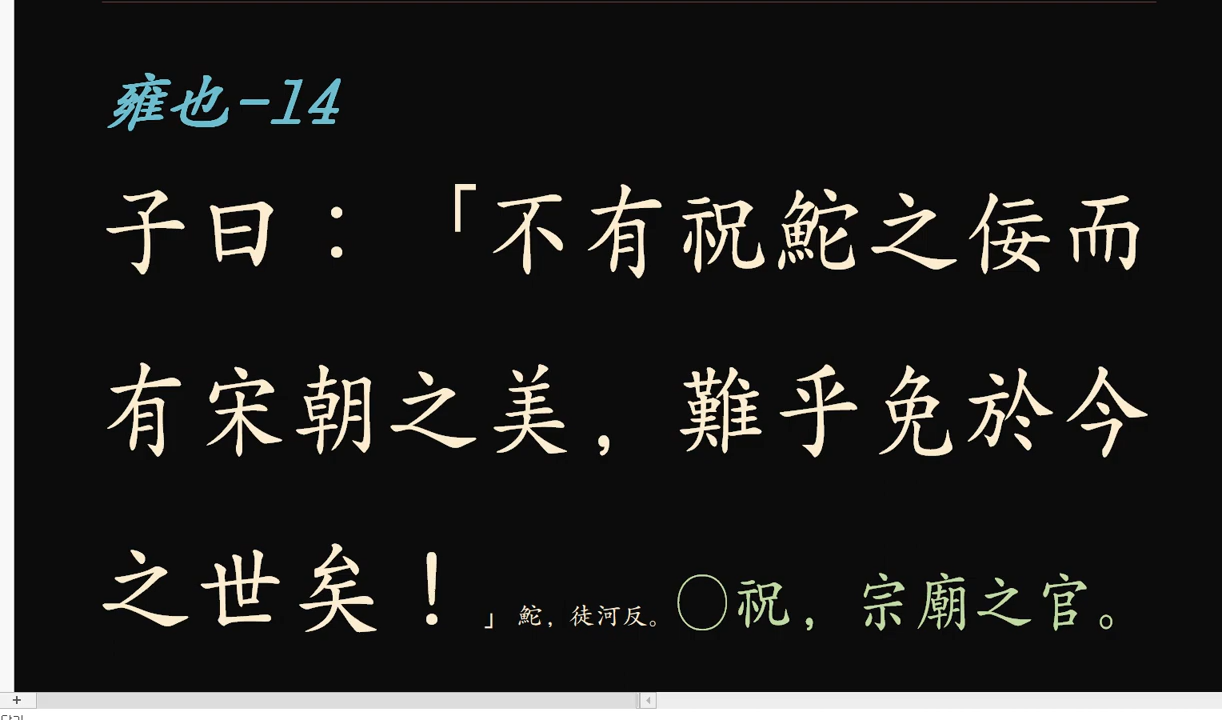 雍也-14
子曰：「不有祝鮀之佞而
有宋朝之美，難乎免於今
之世矣！」鮀，徒河反。○祝，宗廟之官。
+